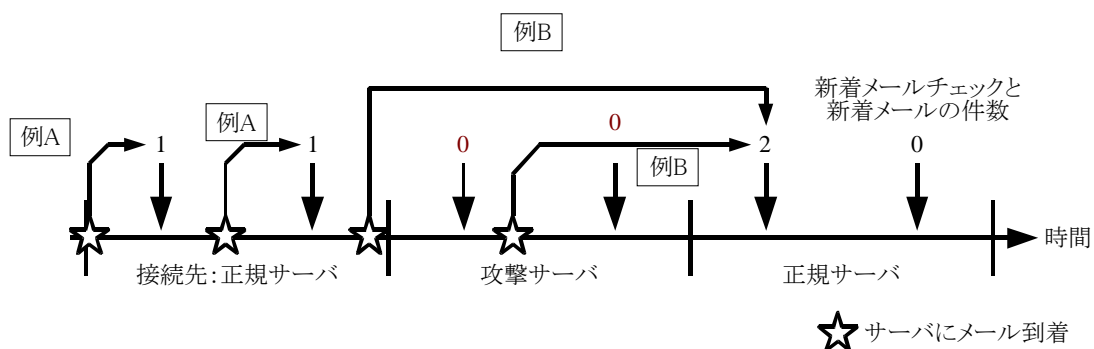 例B
新着メールチェックと
新着メールの件数
例A
例A
1
1
0
0
2
0
例B
時間
接続先:正規サーバ
攻撃サーバ
正規サーバ
サーバにメール到着